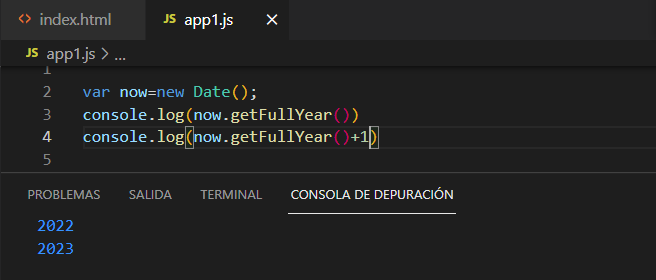 <> index.html JS app1.js ×
JS app1.js > ...
1
2 var now=new Date();
3 console.log(now.getFullYear())
4 console.log(now.getFullYear()+1)
5
PROBLEMAS SALIDA TERMINAL CONSOLA DE DEPURACIÓN
2022
2023